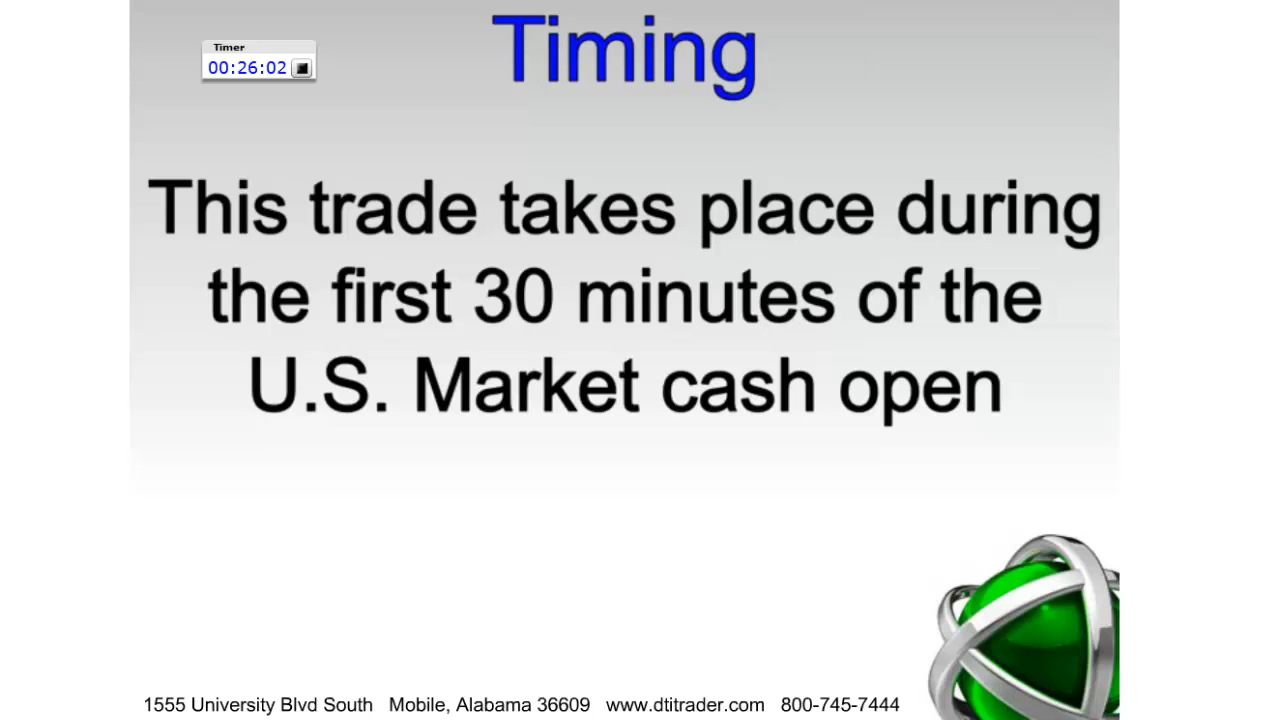 Timing
Timer
00:26:02
This trade takes place during
the first 30 minutes of the
U.S. Market cash open
1555 University Blvd South   Mobile, Alabama 36609   www.dtitrader.com   800-745-7444